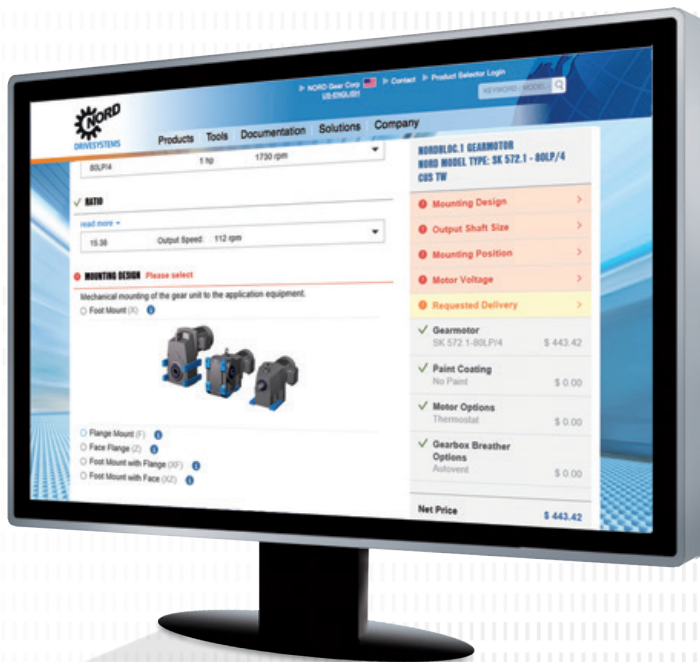 NORD Gear Corp
US-ENGLISH
Contact
Product Selector Login
KEYWORD / MODEL...
NORD
DRIVESYSTEMS
Products
Tools
Documentation
Solutions
Company
80LP/4
1 hp
1730 rpm
RATIO
read more
15.38
Output Speed: 112 rpm
MOUNTING DESIGN Please select
Mechanical mounting of the gear unit to the application equipment.
Foot Mount (X)
Flange Mount (F)
Face Flange (Z)
Foot Mount with Flange (XF)
Foot Mount with Face (XZ)
NORDBLOC.1 GEARMOTOR
NORD MODEL TYPE: SK 572.1 - 80LP/4
CUS TW
Mounting Design
Output Shaft Size
Mounting Position
Motor Voltage
Requested Delivery
Gearmotor
SK 572.1-80LP/4 $ 443.42
Paint Coating
No Paint $ 0.00
Motor Options
Thermostat $ 0.00
Gearbox Breather
Options
Autovent $ 0.00
Net Price $ 443.42